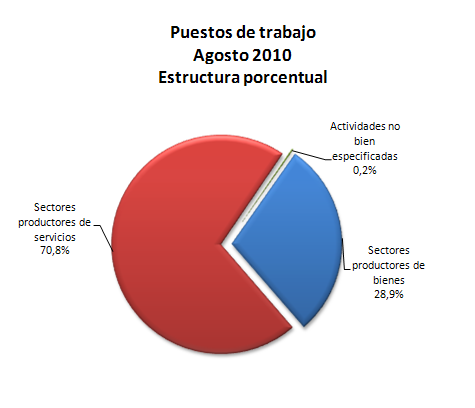 Puestos de trabajo
Agosto 2010
Estructura porcentual
Actividades no
bien
especificadas
0,2%
Sectores
productores de
servicios
70,8%
Sectores
productores de
bienes
28,9%